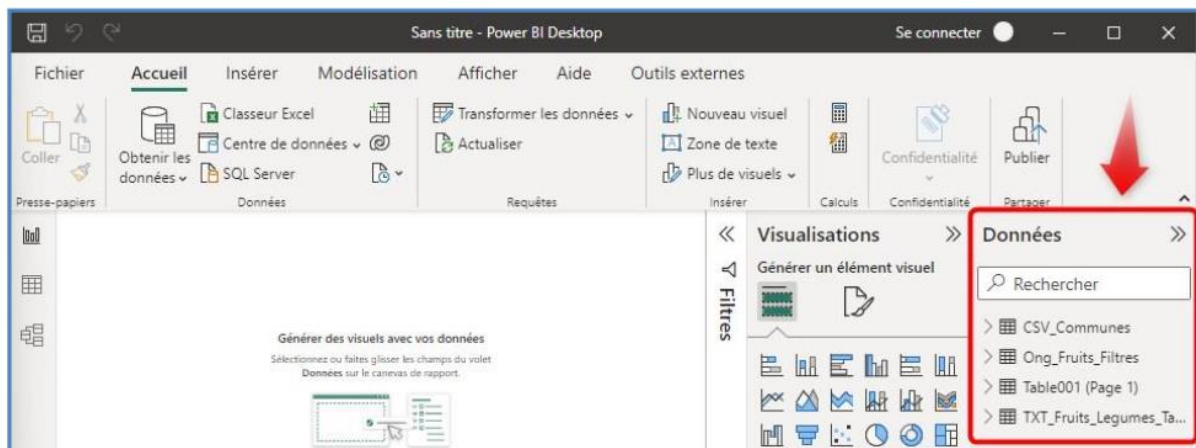 Sans titre - Power BI Desktop
Se connecter
Fichier Accueil Insérer Modélisation Afficher Aide Outils externes
Coller
Obtenir les données
Classeur Excel
Centre de données
SQL Server
Transformer les données
Actualiser
Nouveau visuel
Zone de texte
Plus de visuels
Confidentialité
Publier
Presse-papiers Données Requêtes Insérer Calculs Confidentialité Partager
Filtres
Visualisations
Générer un élément visuel
Données
Rechercher
CSV_Communes
Ong_Fruits_Filtres
Table001 (Page 1)
TXT_Fruits_Legumes_Ta...
Générer des visuels avec vos données
Sélectionnez ou faites glisser les champs du volet
Données sur le canevas de rapport.